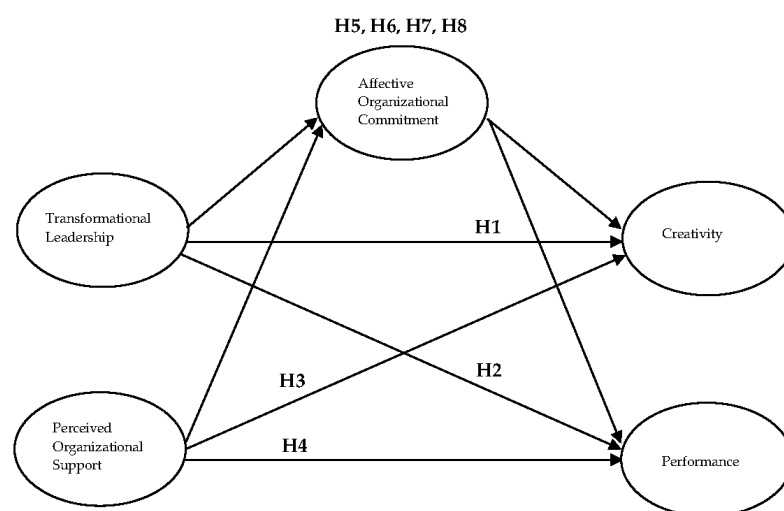 H5, H6, H7, H8
Affective
Organizational
Commitment
Transformational
Leadership
H1
Creativity
H3
H2
Perceived
Organizational
Support
H4
Performance